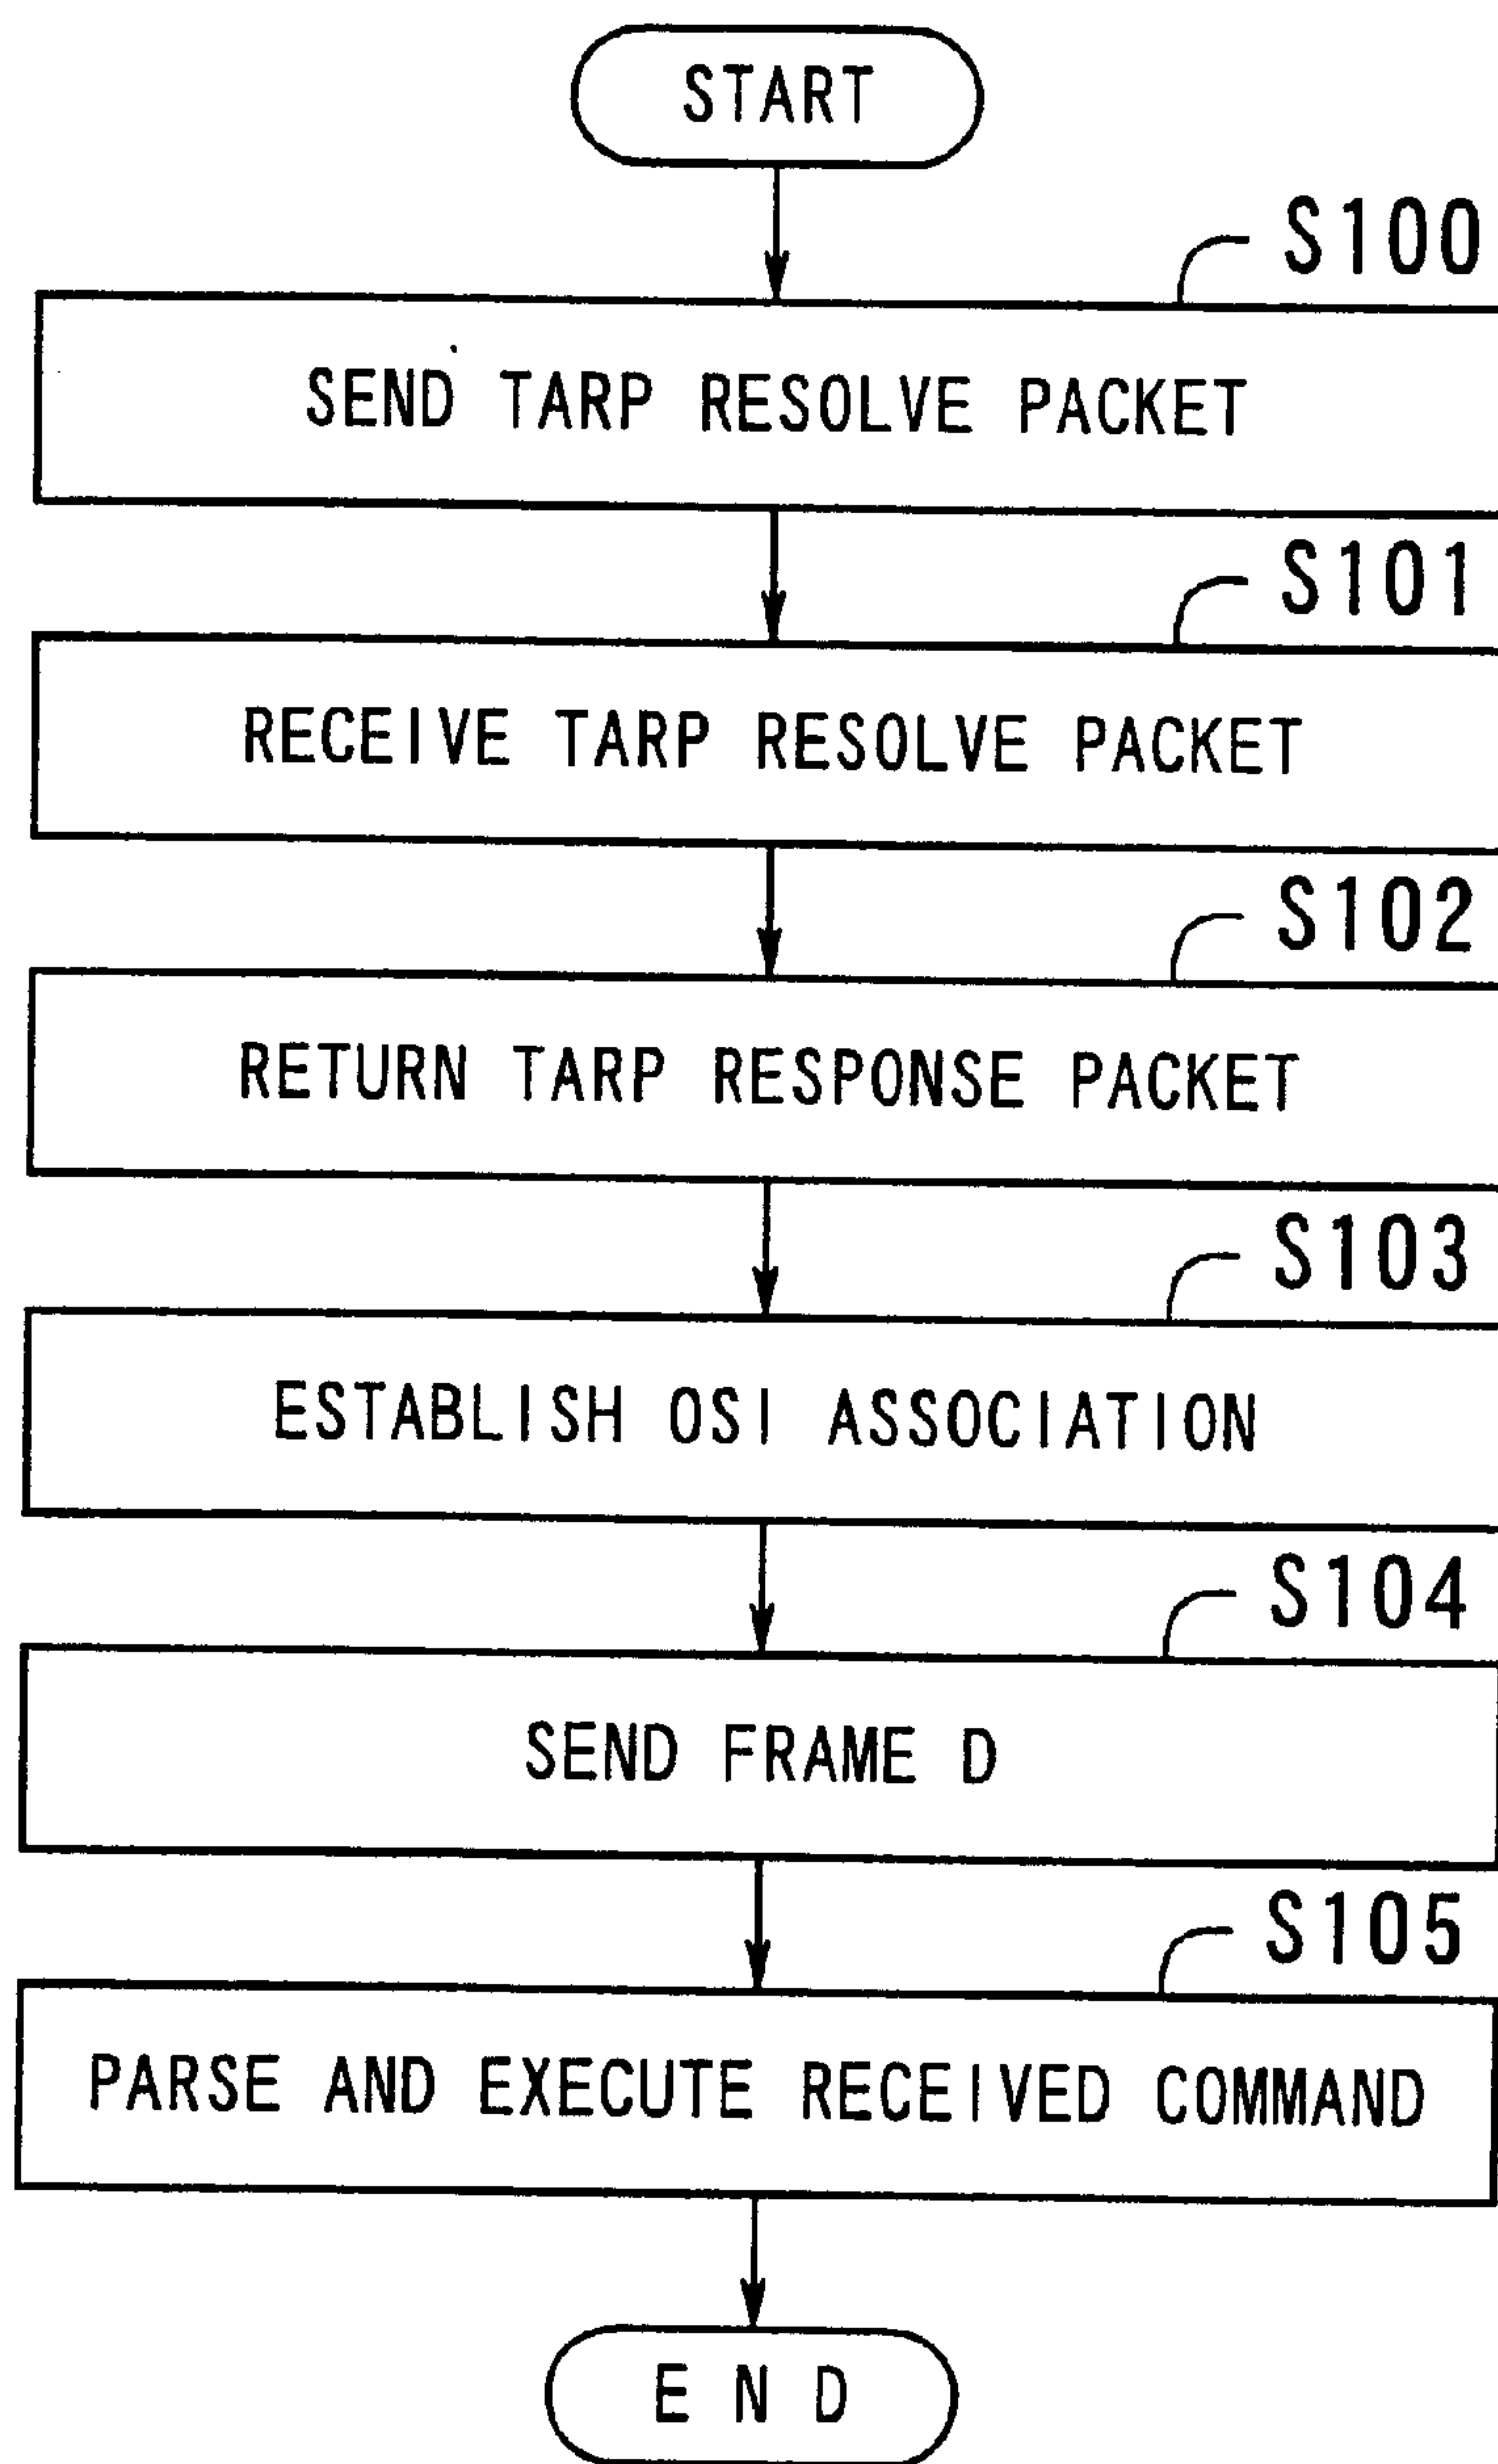 START
S100
SEND TARP RESOLVE PACKET
S101
RECEIVE TARP RESOLVE PACKET
S102
RETURN TARP RESPONSE PACKET
S103
ESTABLISH OSI ASSOCIATION
S104
SEND FRAME D
S105
PARSE AND EXECUTE RECEIVED COMMAND
END